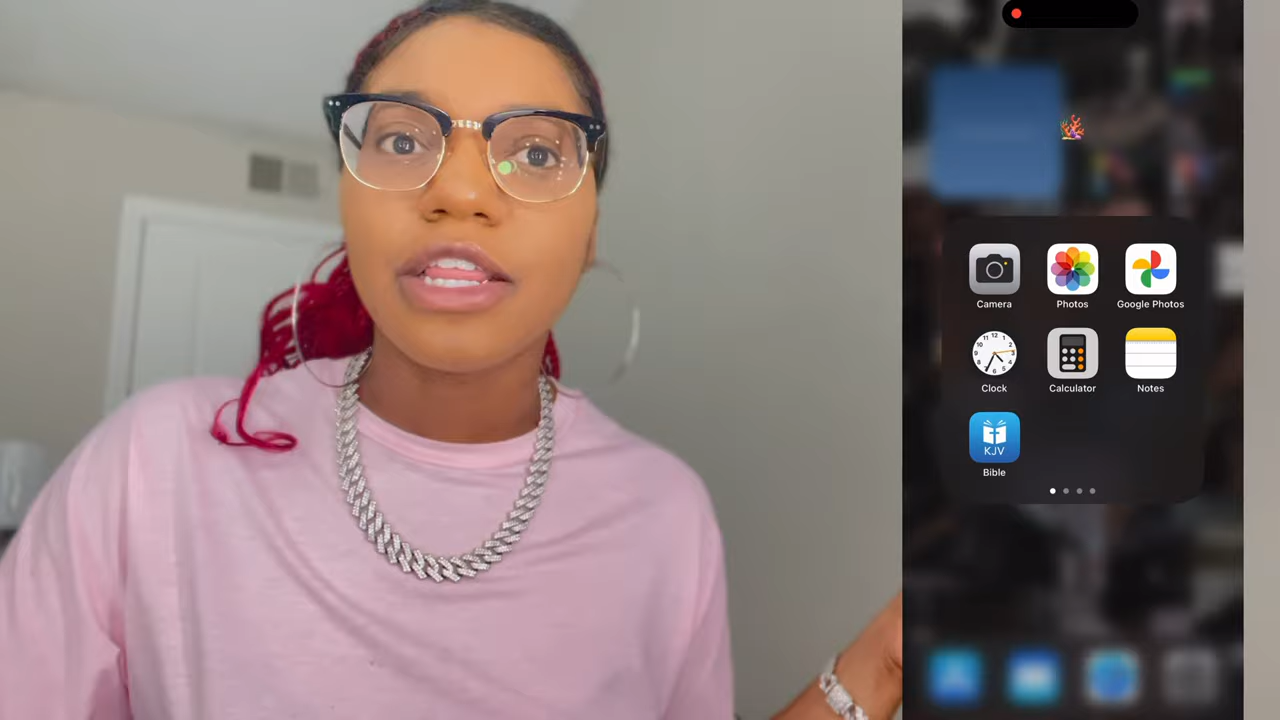 Camera
Photos
Google Photos
Clock
Calculator
Notes
KJV
Bible